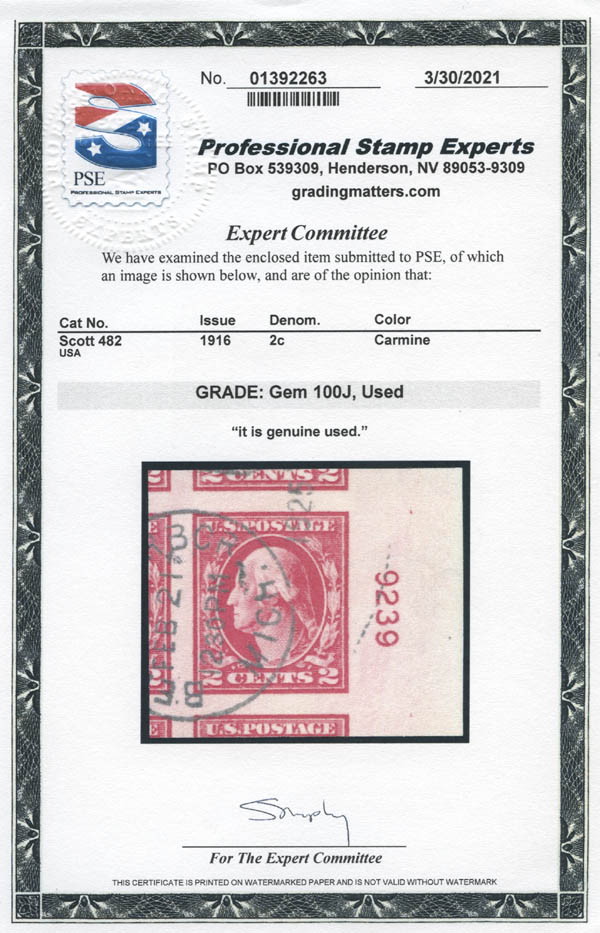 No. 01392263 3/30/2021
PSE
PROFESSIONAL STAMP EXPERTS
Professional Stamp Experts
PO Box 539309, Henderson, NV 89053-9309
gradingmatters.com
Expert Committee
We have examined the enclosed item submitted to PSE, of which
an image is shown below, and are of the opinion that:
Cat No. Issue Denom. Color
Scott 482 1916 2c Carmine
USA
GRADE: Gem 100J, Used
“it is genuine used.”
2 CENTS 2
U.S. POSTAGE
FEB 21
1230PM
MICH.
9239
2 CENTS 2
U.S. POSTAGE
For The Expert Committee
THIS CERTIFICATE IS PRINTED ON WATERMARKED PAPER AND IS NOT VALID WITHOUT WATERMARK